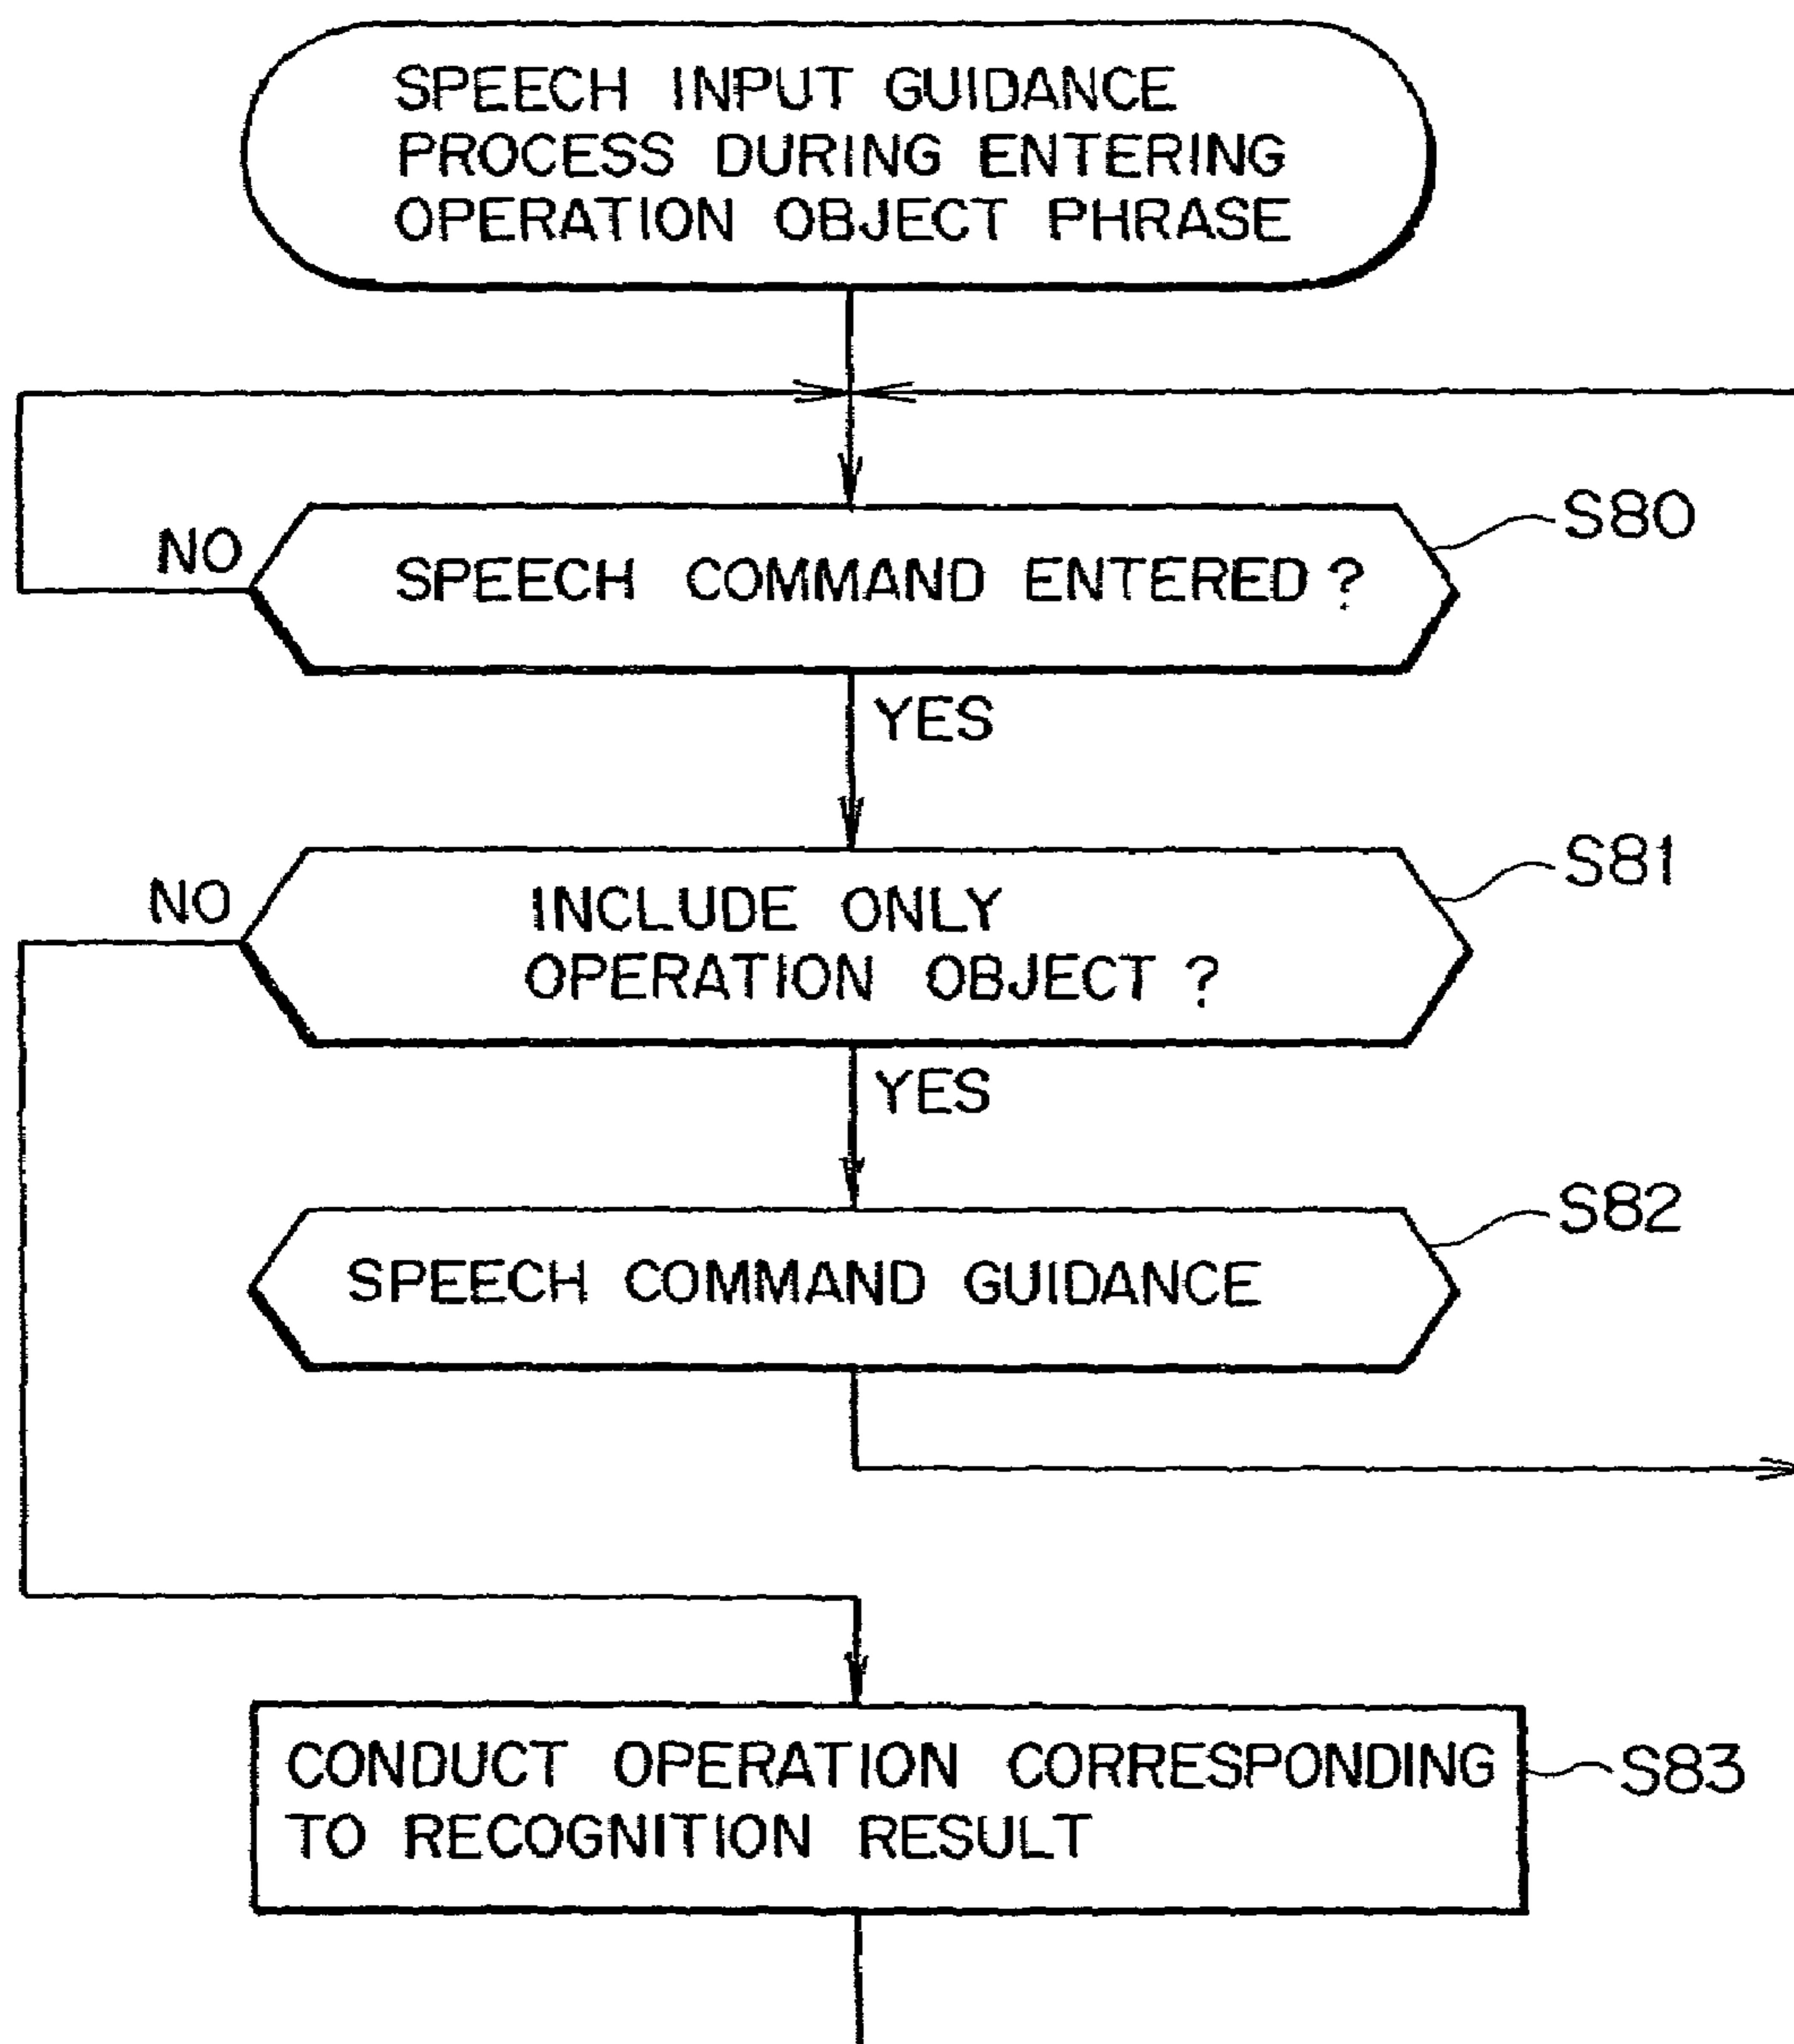 SPEECH INPUT GUIDANCE
PROCESS DURING ENTERING
OPERATION OBJECT PHRASE
S80
NO
SPEECH COMMAND ENTERED ?
YES
S81
NO
INCLUDE ONLY
OPERATION OBJECT ?
YES
S82
SPEECH COMMAND GUIDANCE
CONDUCT OPERATION CORRESPONDING
S83
TO RECOGNITION RESULT